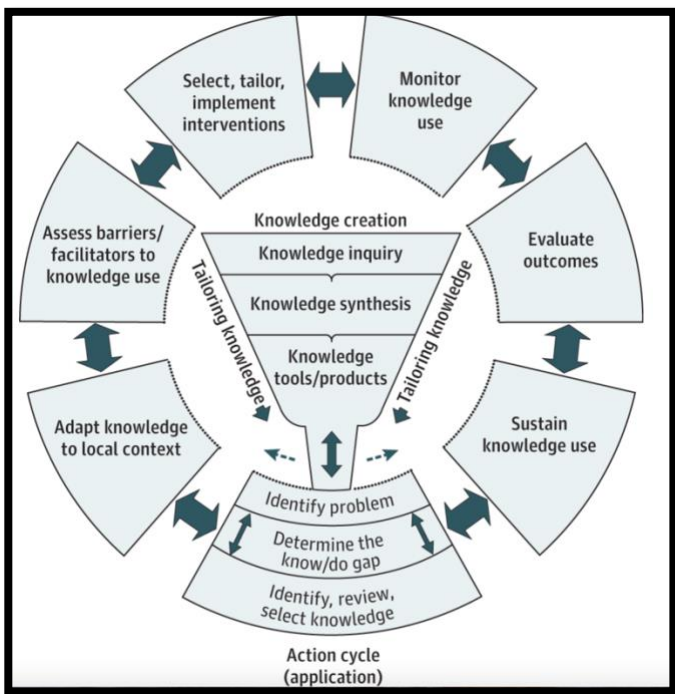 Select, tailor,
implement
interventions
Monitor
knowledge
use
Assess barriers/
facilitators to
knowledge use
Evaluate
outcomes
Knowledge creation
Knowledge inquiry
Knowledge synthesis
Knowledge
tools/products
Tailoring knowledge
Tailoring knowledge
Adapt knowledge
to local context
Sustain
knowledge use
Identify problem
Determine the
know/do gap
Identify, review,
select knowledge
Action cycle
(application)